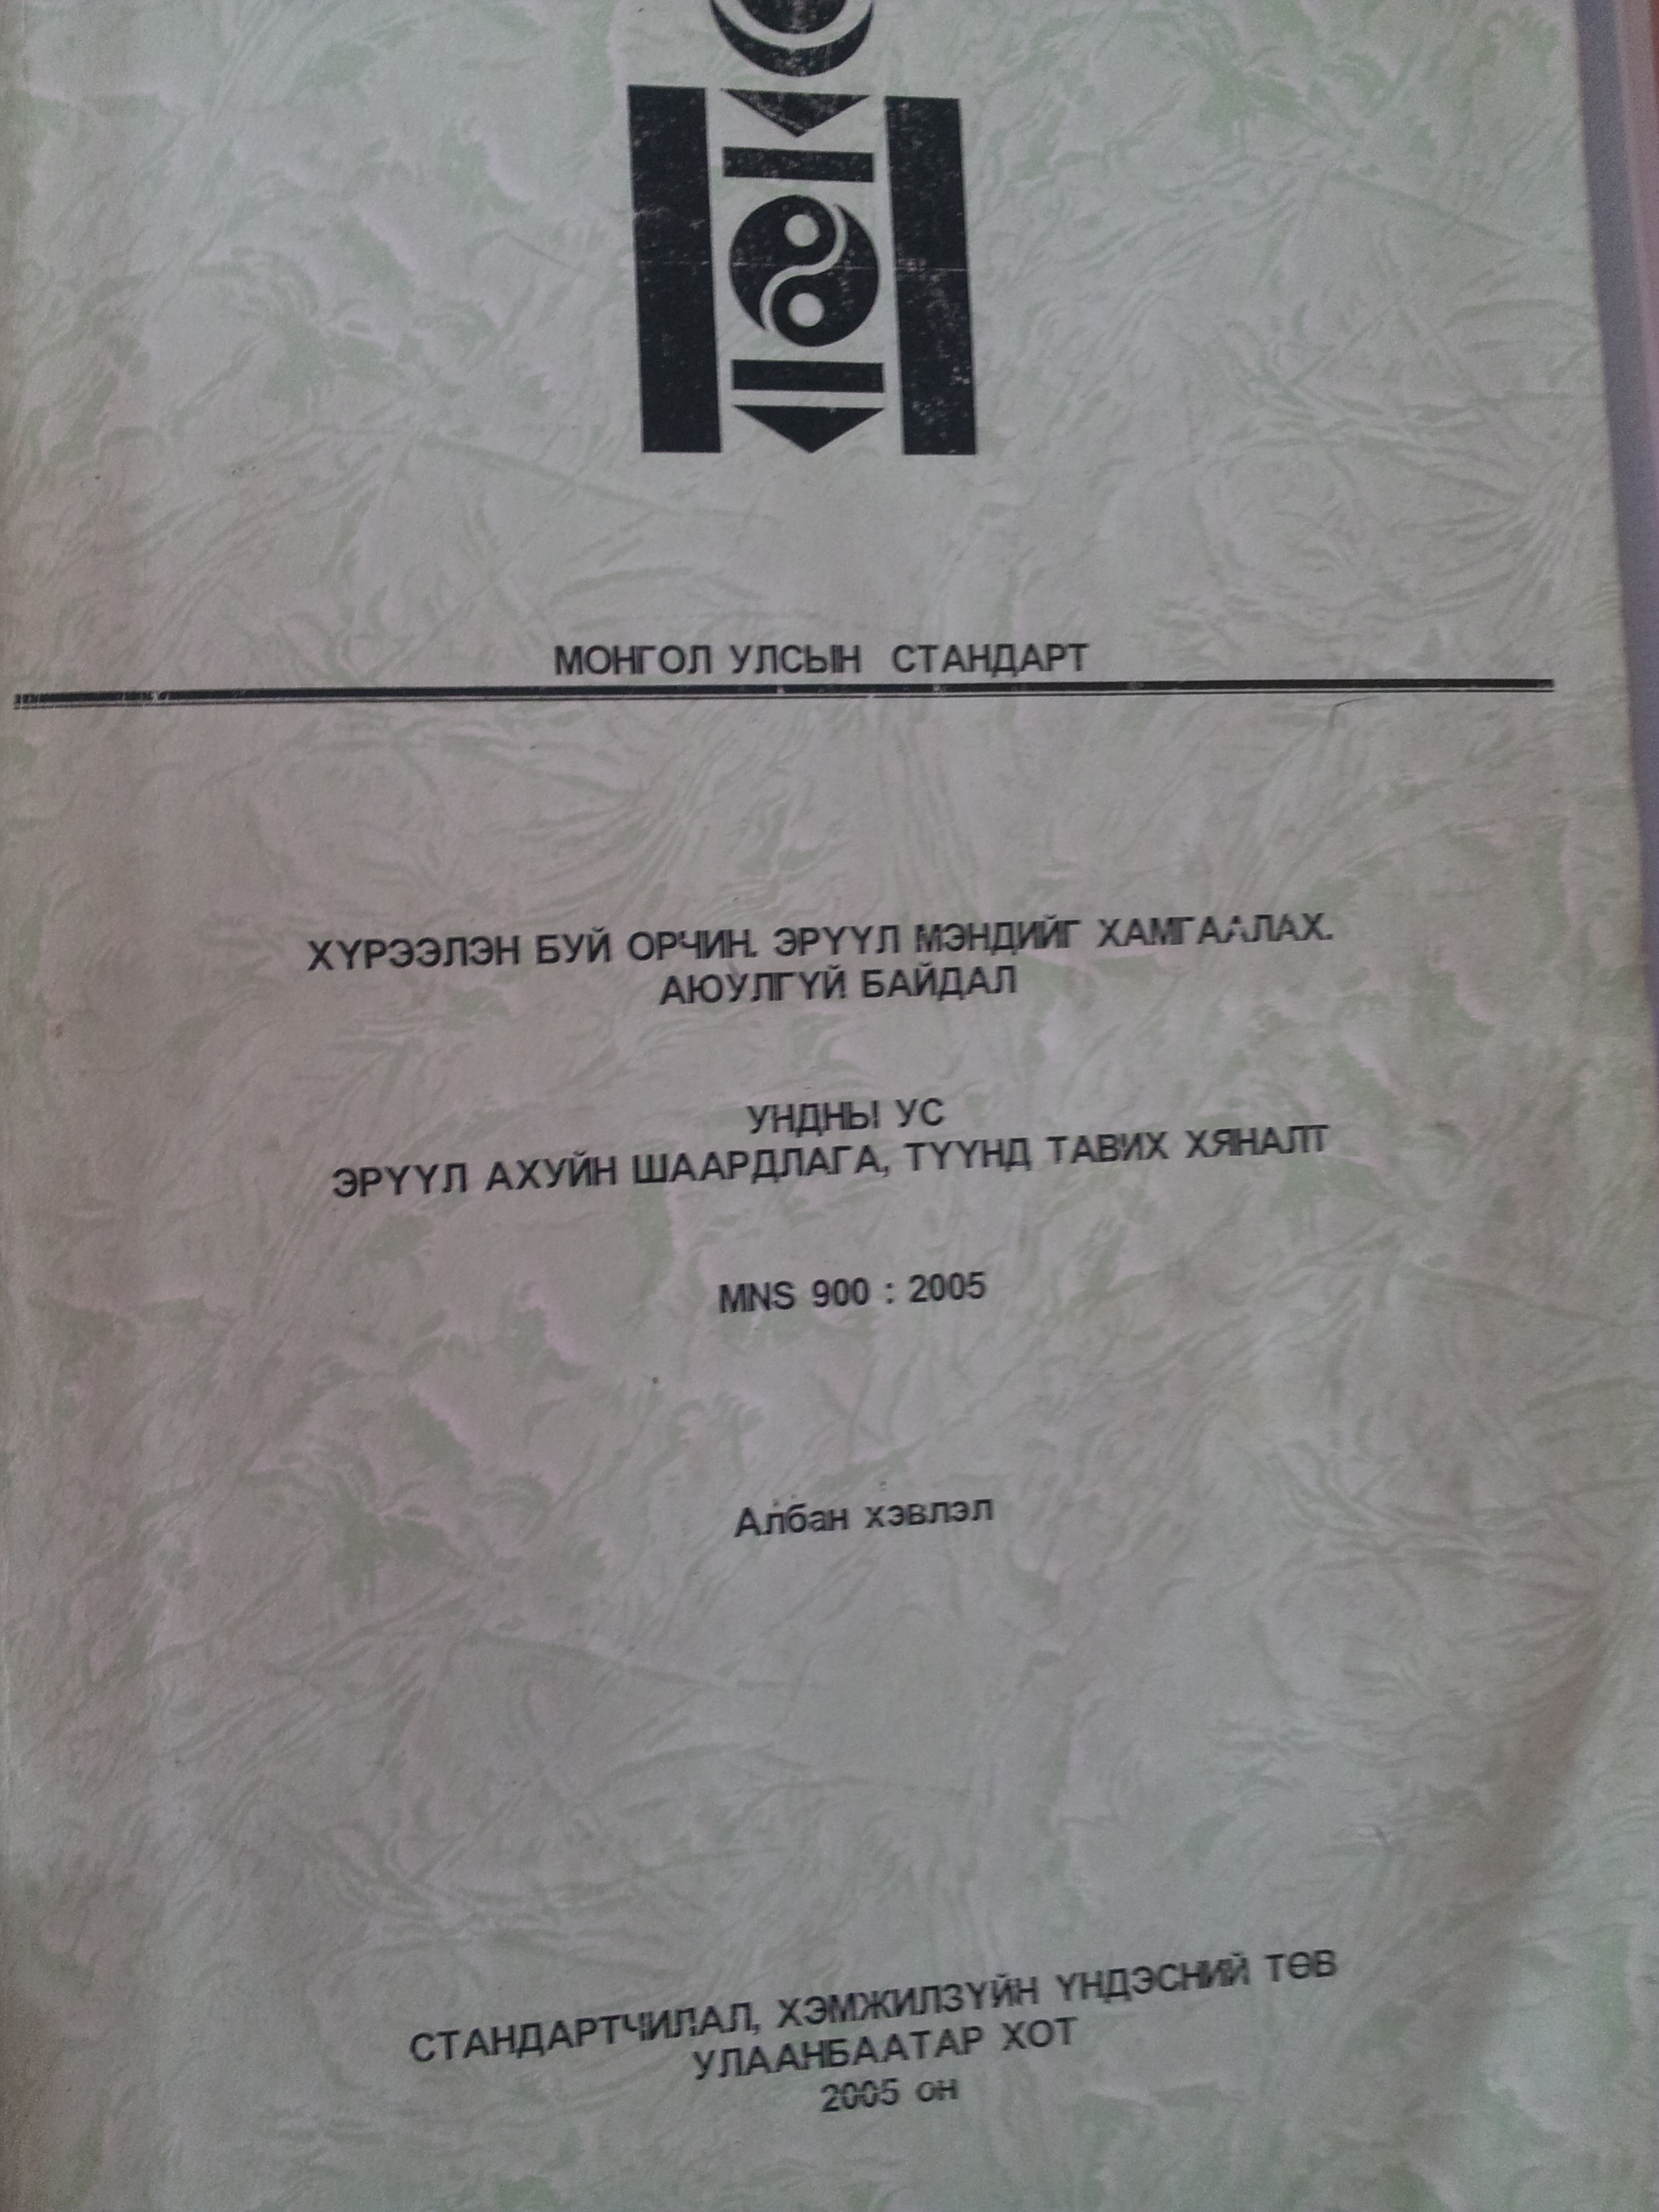 МОНГОЛ УЛСЫН СТАНДАРТ
ХҮРЭЭЛЭН БУЙ ОРЧИН. ЭРҮҮЛ МЭНДИЙГ ХАМГААЛАХ.
АЮУЛГҮЙ БАЙДАЛ
УНДНЫ УС
ЭРҮҮЛ АХУЙН ШААРДЛАГА, ТҮҮНД ТАВИХ ХЯНАЛТ
MNS 900 : 2005
Албан хэвлэл
СТАНДАРТЧИЛАЛ, ХЭМЖИЛЗҮЙН ҮНДЭСНИЙ ТӨВ
УЛААНБААТАР ХОТ
2005 он